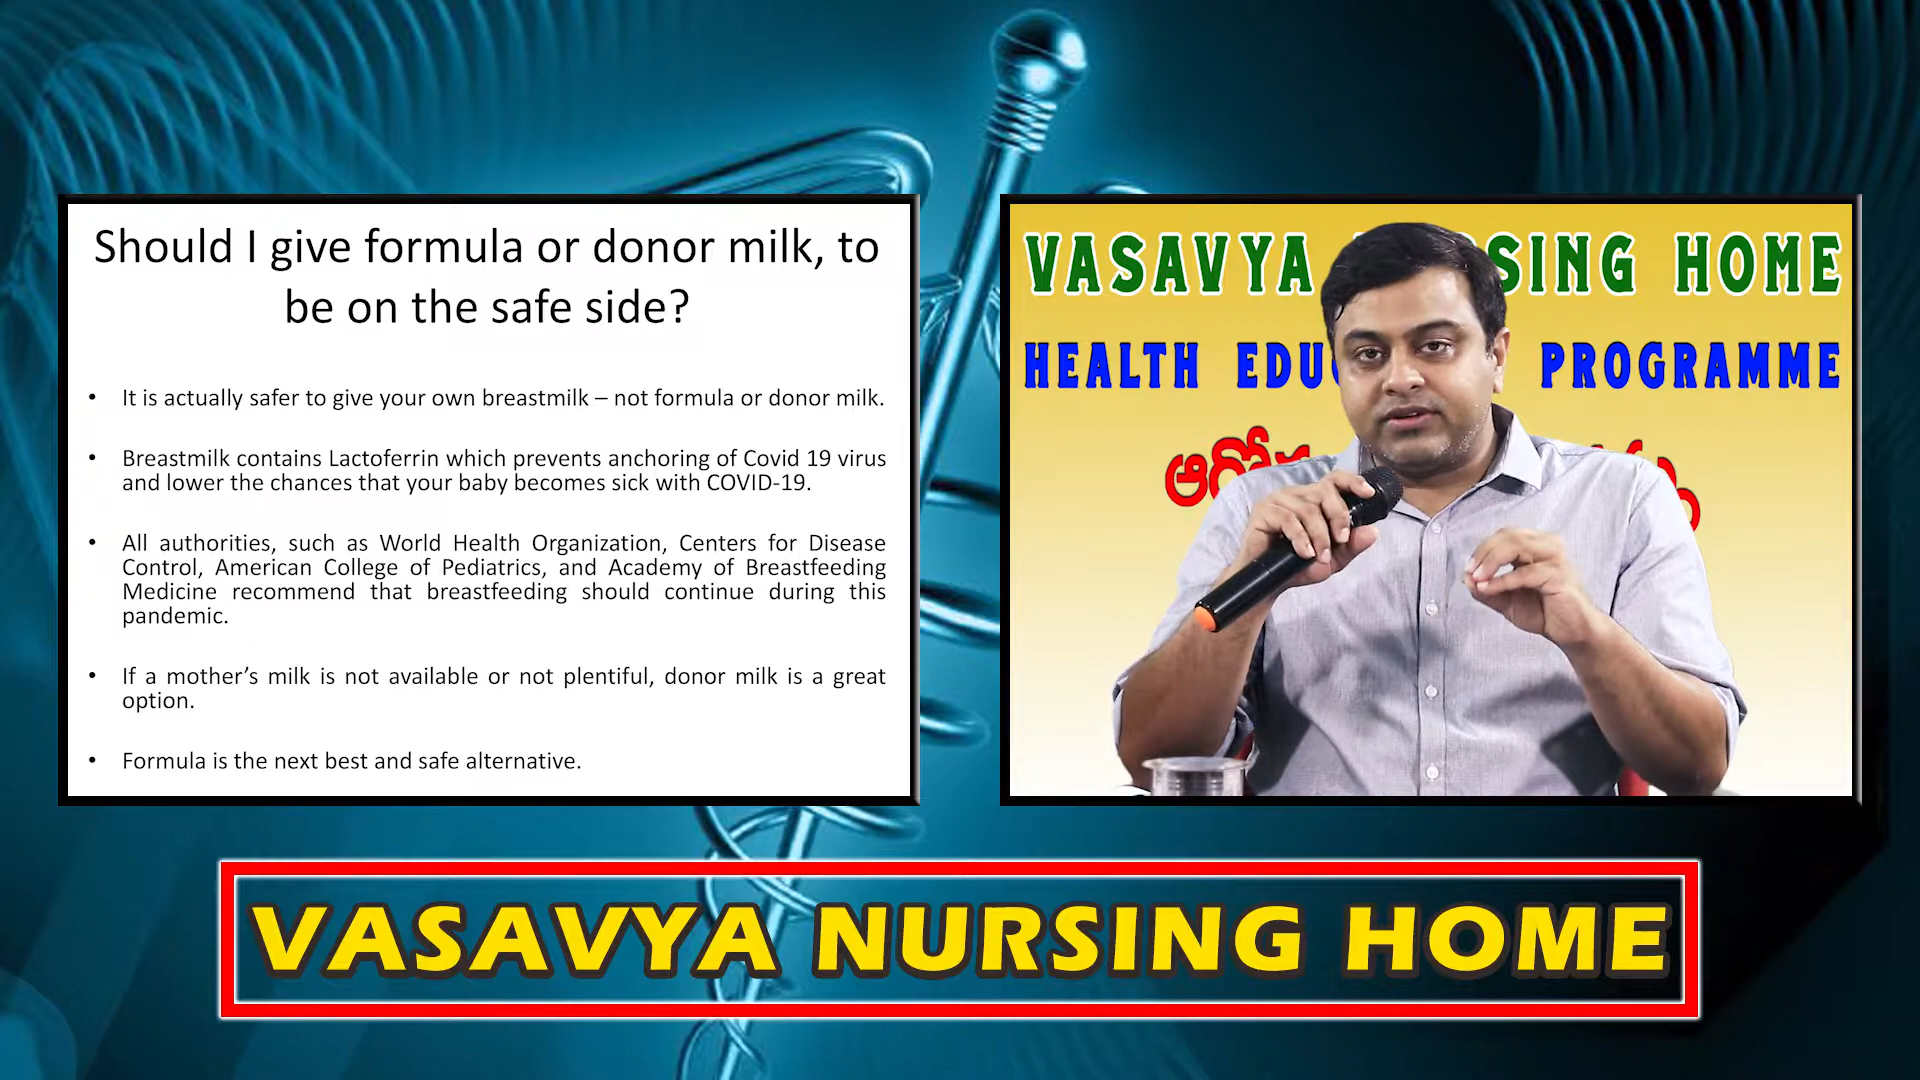 Should I give formula or donor milk, to
be on the safe side?
• It is actually safer to give your own breastmilk – not formula or donor milk.
• Breastmilk contains Lactoferrin which prevents anchoring of Covid 19 virus
and lower the chances that your baby becomes sick with COVID-19.
• All authorities, such as World Health Organization, Centers for Disease
Control, American College of Pediatrics, and Academy of Breastfeeding
Medicine recommend that breastfeeding should continue during this
pandemic.
• If a mother’s milk is not available or not plentiful, donor milk is a great
option.
• Formula is the next best and safe alternative.
VASAVYA HOME
HEALTH PROGRAMME
VASAVYA NURSING HOME